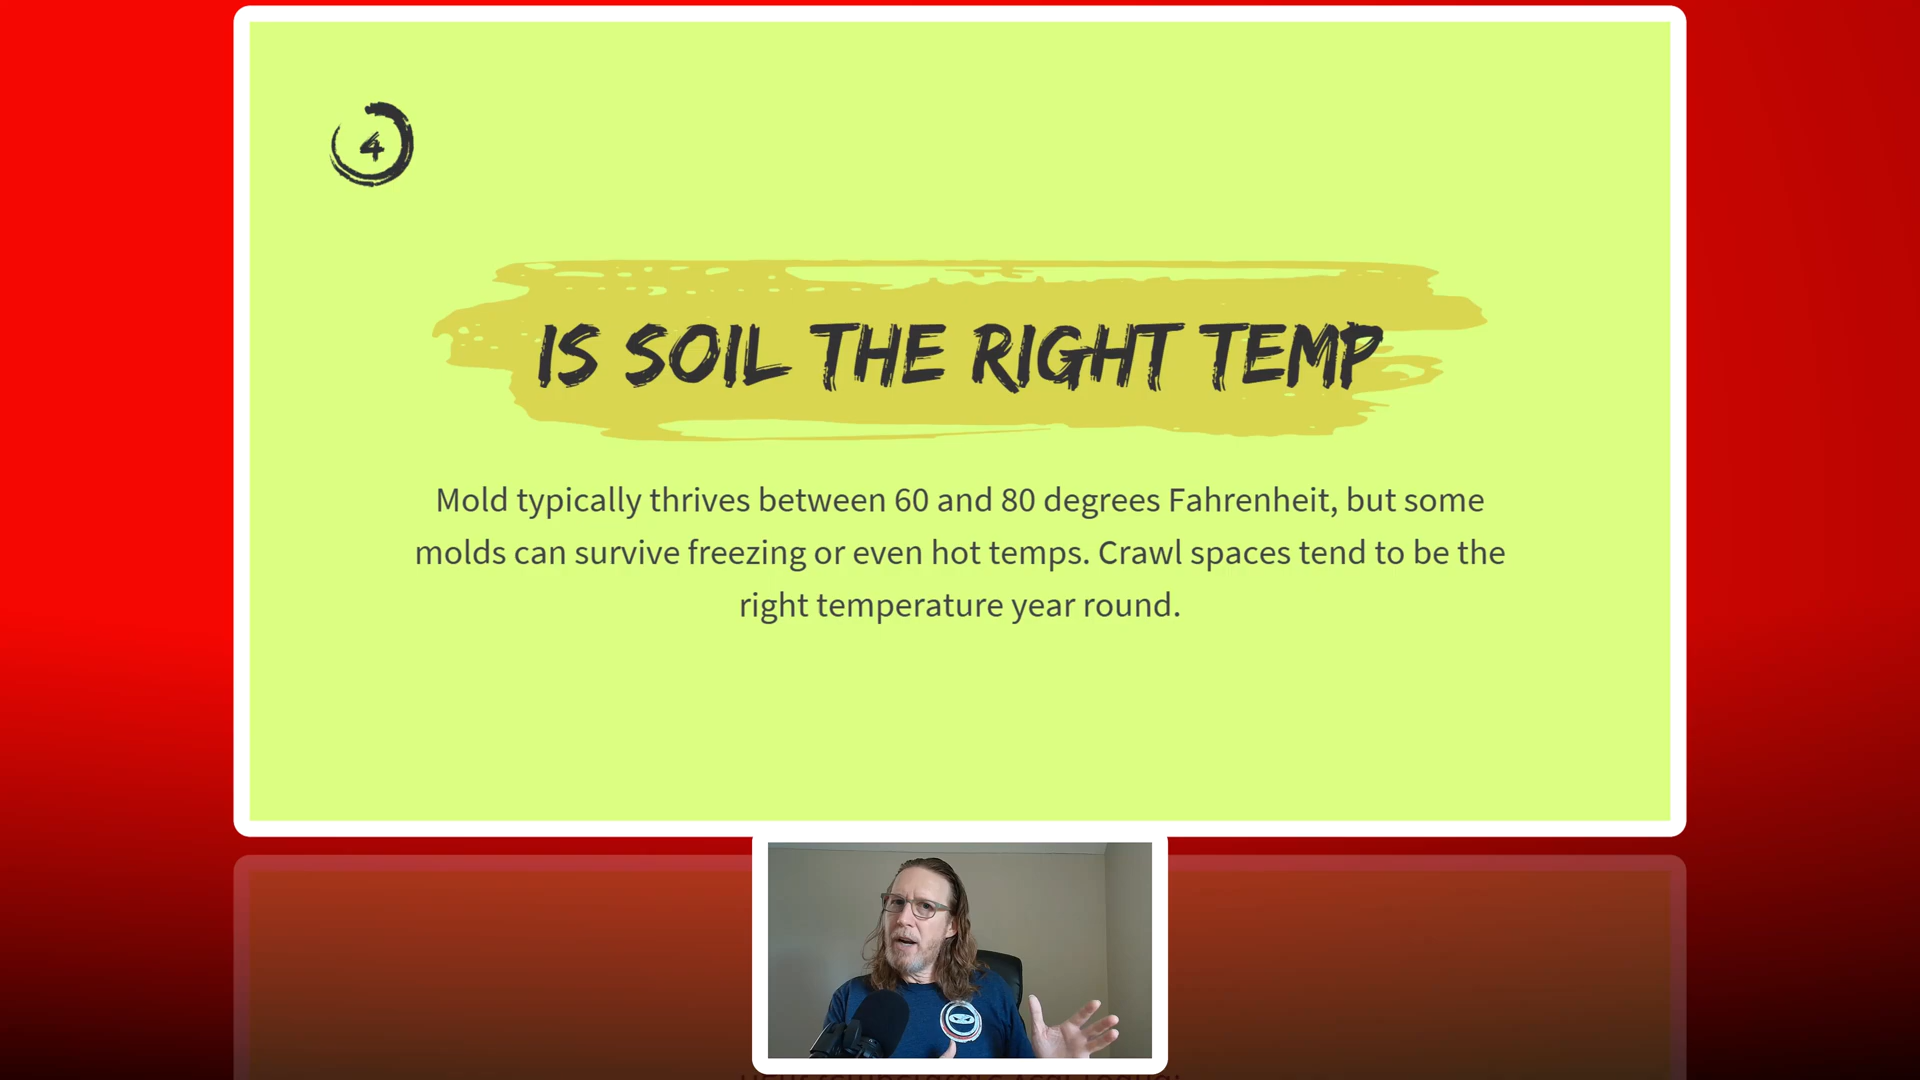 4
IS SOIL THE RIGHT TEMP
Mold typically thrives between 60 and 80 degrees Fahrenheit, but some
molds can survive freezing or even hot temps. Crawl spaces tend to be the
right temperature year round.